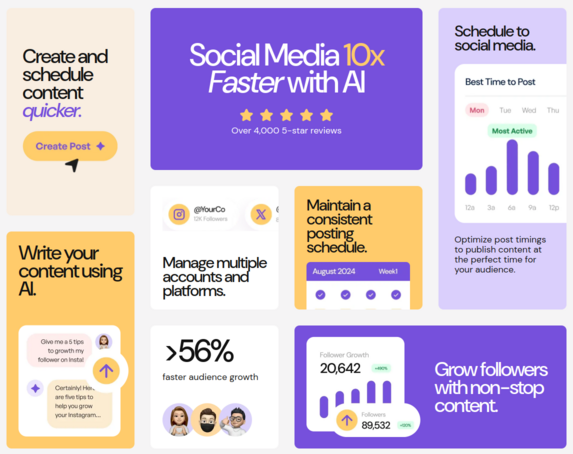 Create and
schedule
content
quicker.
Create Post
Social Media 10x
Faster with AI
Over 4,000 5-star reviews
Schedule to
social media.
Best Time to Post
Mon Tue Wed Thu
Most Active
12a 3a 6a 9a 12p
Optimize post timings
to publish content at
the perfect time for
your audience.
Write your
content using
AI.
Give me a 5 tips
to growth my
follower on Insta!
Certainly! Here
are five tips to
help you grow
your Instagram...
@YourCo
12K Followers
Manage multiple
accounts and
platforms.
Maintain a
consistent
posting
schedule.
August 2024 Week1
>56%
faster audience growth
Follower Growth
20,642
Followers
89,532
Grow followers
with non-stop
content.